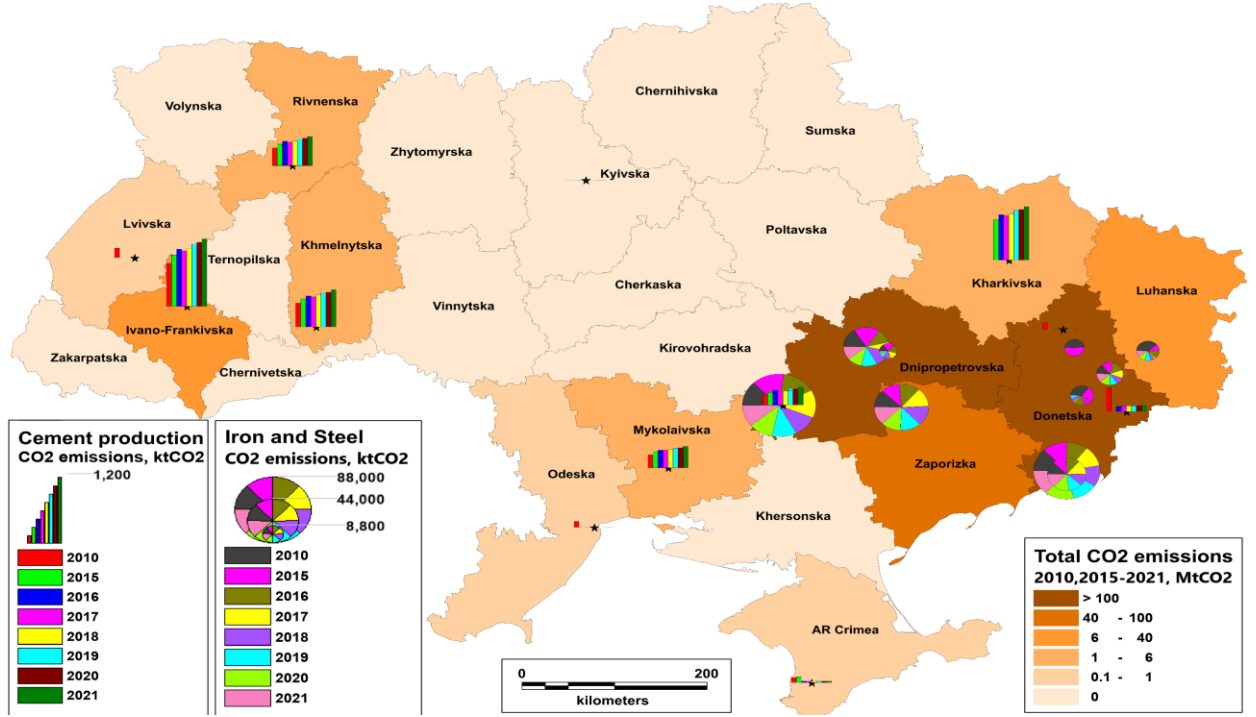 Chernihivska
Volynska
Rivnenska
Sumska
Zhytomyrska
Kyivska
Lvivska
Poltavska
Khmelnytska
Ternopilska
Cherkaska
Kharkivska
Luhanska
Vinnytska
Ivano-Frankivska
Zakarpatska
Kirovohradska
Chernivetska
Dnipropetrovska
Donetska
Mykolaivska
Zaporizka
Odeska
Khersonska
AR Crimea
Cement production
CO2 emissions, ktCO2
1,200
2010
2015
2016
2017
2018
2019
2020
2021
Iron and Steel
CO2 emissions, ktCO2
88,000
44,000
8,800
2010
2015
2016
2017
2018
2019
2020
2021
0 200
kilometers
Total CO2 emissions
2010,2015-2021, MtCO2
> 100
40 - 100
6 - 40
1 - 6
0.1 - 1
0